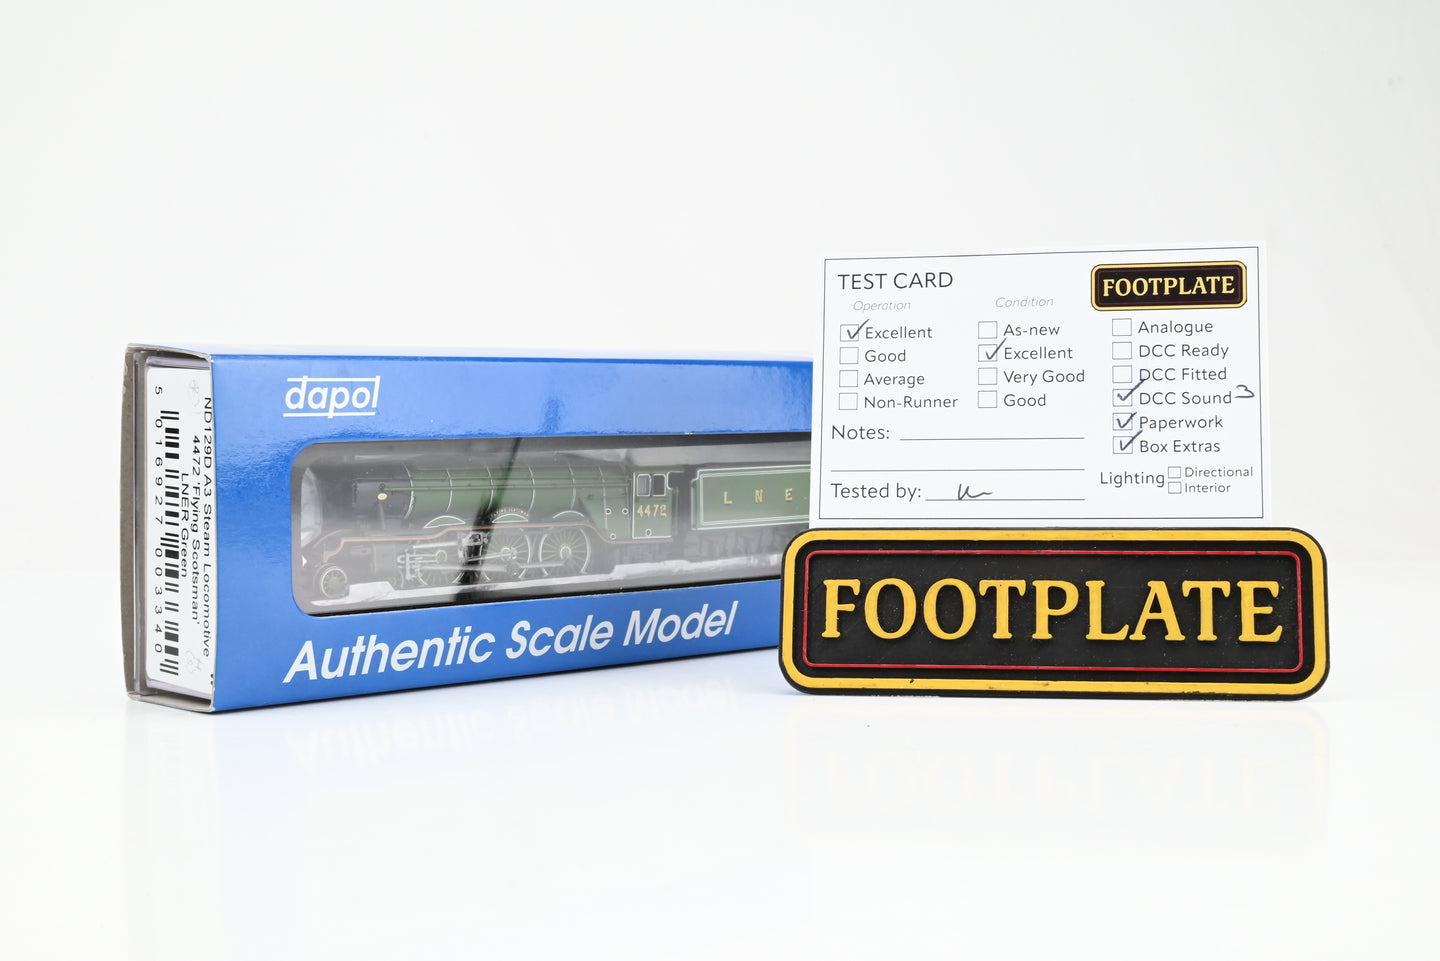 dapol
Authentic Scale Model
ND129D A3 Steam Locomotive
4472 'Flying Scotsman'
LNER Green
5 016927 003340
4472
L N E
TEST CARD
FOOTPLATE
Operation
Excellent
Good
Average
Non-Runner
Condition
As-new
Excellent
Very Good
Good
Analogue
DCC Ready
DCC Fitted
DCC Sound 3
Paperwork
Box Extras
Notes:
Lighting
Directional
Interior
Tested by:
FOOTPLATE